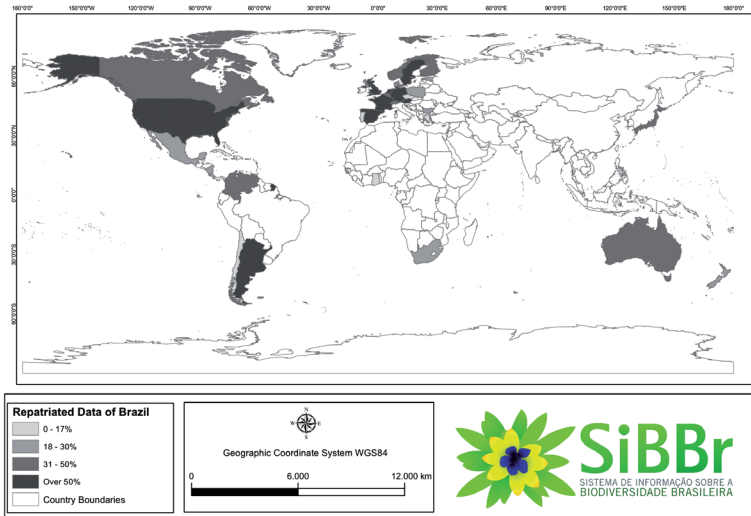 180°0'0" 150°0'0"W 120°0'0"W 90°0'0"W 60°0'0"W 30°0'0"W 0°0'0" 30°0'0"E 60°0'0"E 90°0'0"E 120°0'0"E 150°0'0"E 180°0'0"
60°0'0"N
30°0'0"N
0°0'0"
30°0'0"S
60°0'0"S
Repatriated Data of Brazil
0 - 17%
18 - 30%
31 - 50%
Over 50%
Country Boundaries
N
W E
S
Geographic Coordinate System WGS84
0 6.000 12.000 km
SiBBr
SISTEMA DE INFORMAÇÃO SOBRE A
BIODIVERSIDADE BRASILEIRA